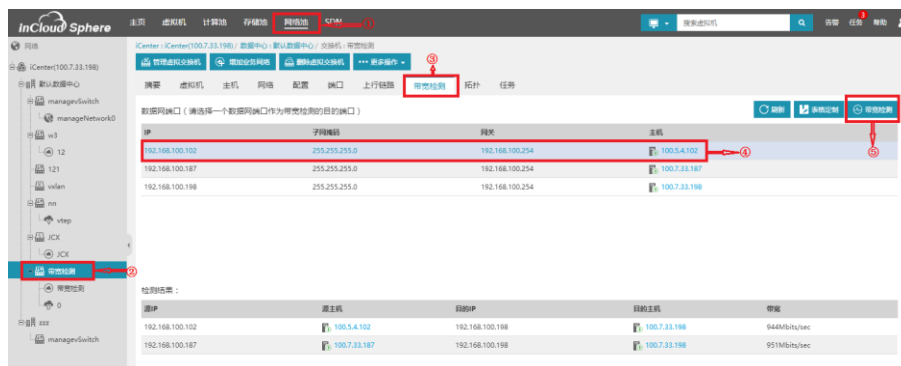 inCloud Sphere 主页 虚拟机 计算池 存储池 网络池 SDN ① 搜索虚拟机 告警 任务 3 帮助
网络 iCenter : iCenter(100.7.33.198)/ 数据中心 : 默认数据中心 / 交换机 : 带宽检测
iCenter(100.7.33.198) 管理虚拟交换机 增加业务网络 删除虚拟交换机 ••• 更多操作 ③
默认数据中心 摘要 虚拟机 主机 网络 配置 端口 上行链路 带宽检测 拓扑 任务
managevSwitch
manageNetwork0 数据网端口 ( 请选择一个数据网端口作为带宽检测的目的端口 ) 刷新 表格定制 带宽检测
w3 IP 子网掩码 网关 主机
12 192.168.100.102 255.255.255.0 192.168.100.254 100.5.4.102 ④ ⑤
121 192.168.100.187 255.255.255.0 192.168.100.254 100.7.33.187
vxlan 192.168.100.198 255.255.255.0 192.168.100.254 100.7.33.198
nn
vtep
JCX
JCX
带宽检测 ②
带宽检测 检测结果：
0 源IP 源主机 目的IP 目的主机 带宽
zzz 192.168.100.102 100.5.4.102 192.168.100.198 100.7.33.198 944Mbits/sec
managevSwitch 192.168.100.187 100.7.33.187 192.168.100.198 100.7.33.198 951Mbits/sec